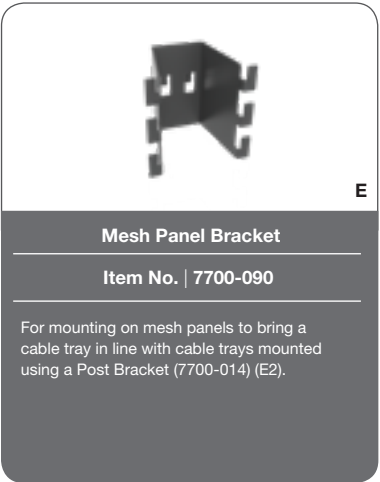 E
Mesh Panel Bracket
Item No. | 7700-090
For mounting on mesh panels to bring a
cable tray in line with cable trays mounted
using a Post Bracket (7700-014) (E2).